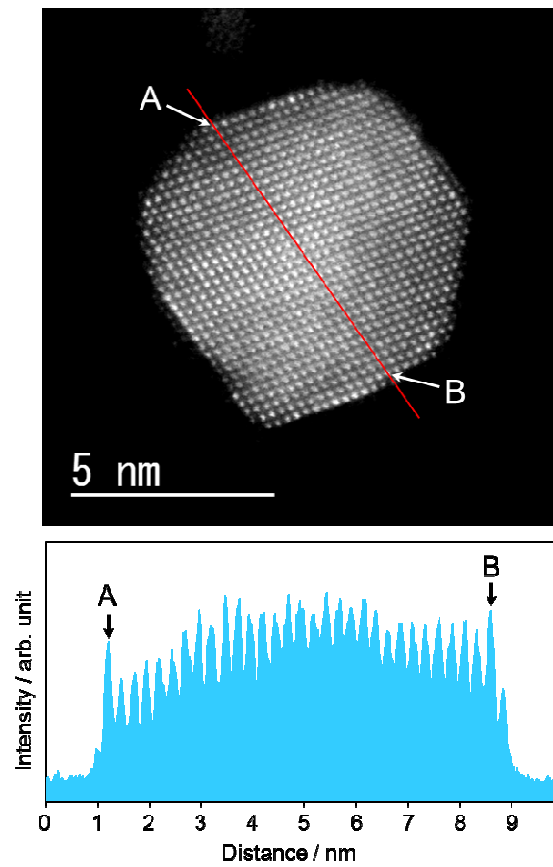 A
B
5 nm
A
B
Intensity / arb. unit
0 1 2 3 4 5 6 7 8 9
Distance / nm